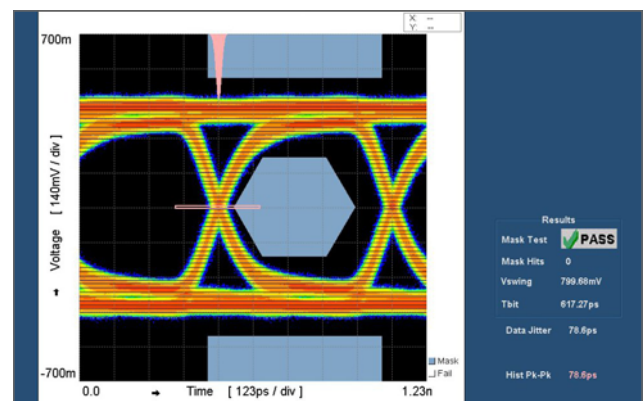 X: --
Y: --
700m
Voltage [ 140mV / div ]
-700m
0.0
Time [ 123ps / div ]
1.23n
Mask
Fail
Results
Mask Test PASS
Mask Hits 0
Vswing 799.68mV
Tbit 617.27ps
Data Jitter 78.6ps
Hist Pk-Pk 78.6ps